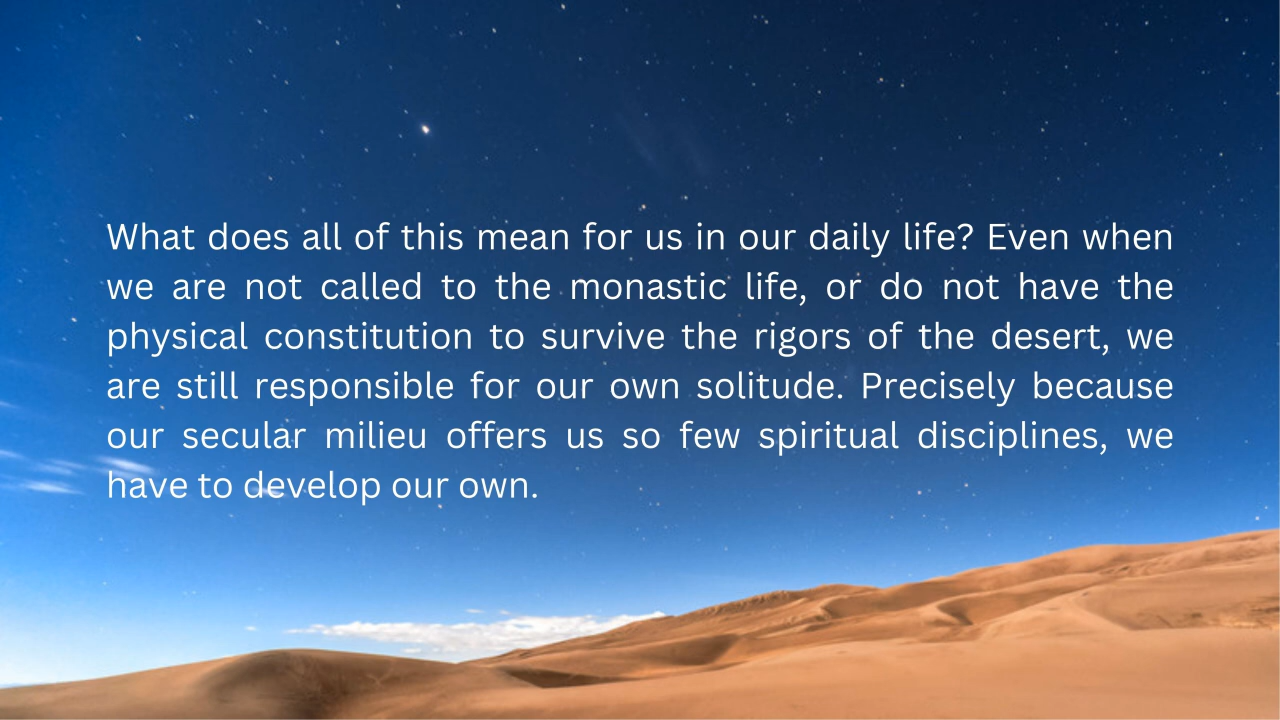 What does all of this mean for us in our daily life? Even when
we are not called to the monastic life, or do not have the
physical constitution to survive the rigors of the desert, we
are still responsible for our own solitude. Precisely because
our secular milieu offers us so few spiritual disciplines, we
have to develop our own.